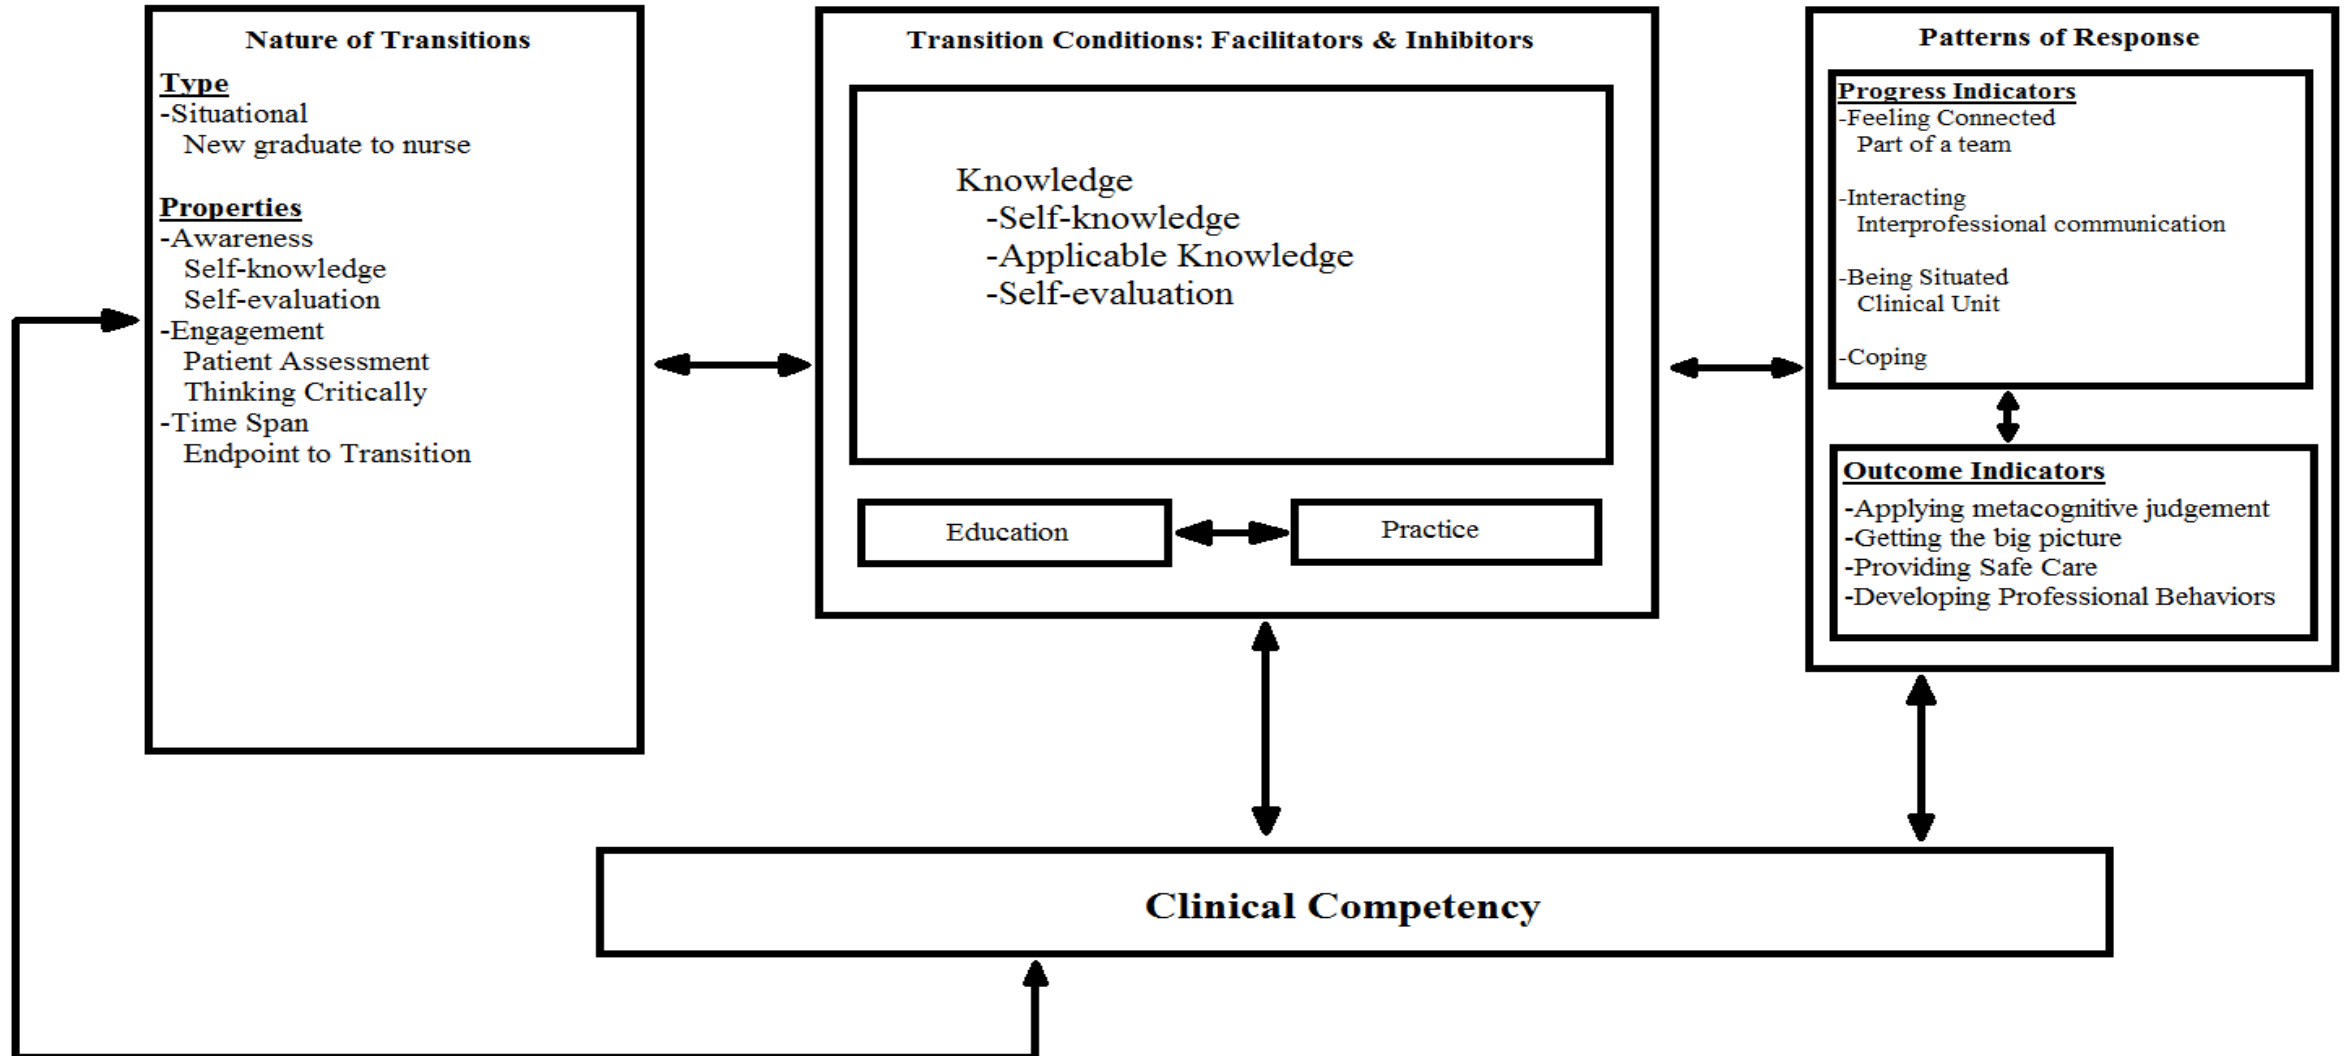 Nature of Transitions
Type
-Situational
New graduate to nurse
Properties
-Awareness
Self-knowledge
Self-evaluation
-Engagement
Patient Assessment
Thinking Critically
-Time Span
Endpoint to Transition
Transition Conditions: Facilitators & Inhibitors
Knowledge
-Self-knowledge
-Applicable Knowledge
-Self-evaluation
Education
Practice
Patterns of Response
Progress Indicators
-Feeling Connected
Part of a team
-Interacting
Interprofessional communication
-Being Situated
Clinical Unit
-Coping
Outcome Indicators
-Applying metacognitive judgement
-Getting the big picture
-Providing Safe Care
-Developing Professional Behaviors
Clinical Competency